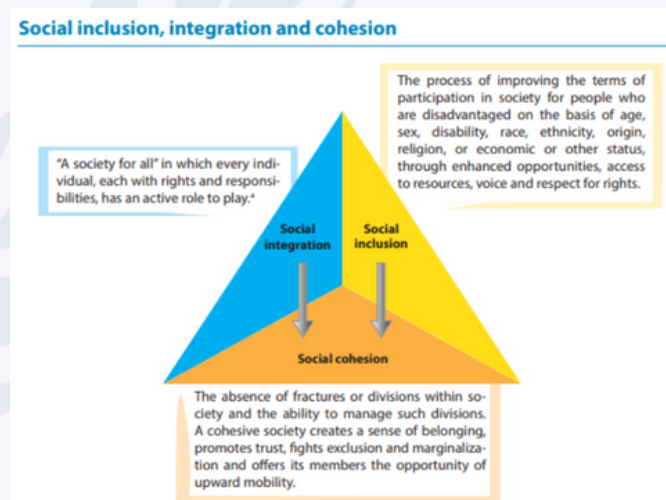 Social inclusion, integration and cohesion
The process of improving the terms of
participation in society for people who
are disadvantaged on the basis of age,
sex, disability, race, ethnicity, origin,
religion, or economic or other status,
through enhanced opportunities, access
to resources, voice and respect for rights.
“A society for all” in which every indi-
vidual, each with rights and responsi-
bilities, has an active role to play.ª
Social
integration
Social
inclusion
Social cohesion
The absence of fractures or divisions within so-
ciety and the ability to manage such divisions.
A cohesive society creates a sense of belonging,
promotes trust, fights exclusion and marginaliza-
tion and offers its members the opportunity of
upward mobility.